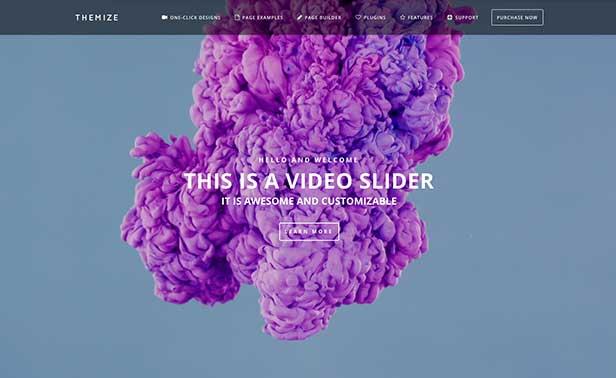 THEMIZE
ONE-CLICK DESIGNS PAGE EXAMPLES PAGE BUILDER PLUGINS FEATURES SUPPORT PURCHASE NOW
HELLO AND WELCOME
THIS IS A VIDEO SLIDER
IT IS AWESOME AND CUSTOMIZABLE
LEARN MORE